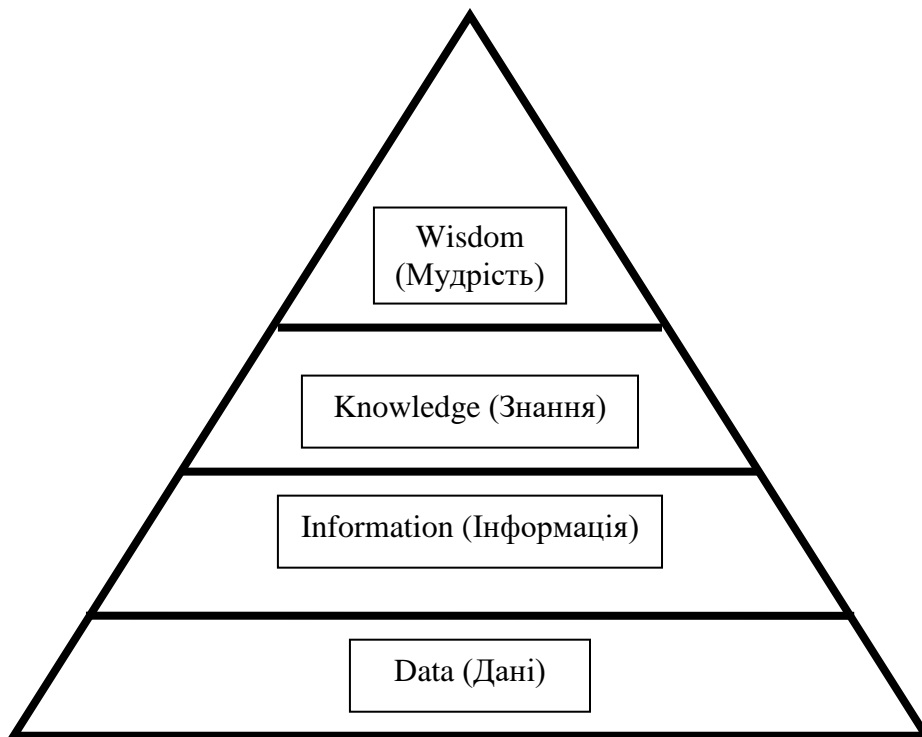 Wisdom
(Мудрість)
Knowledge (Знання)
Information (Інформація)
Data (Дані)